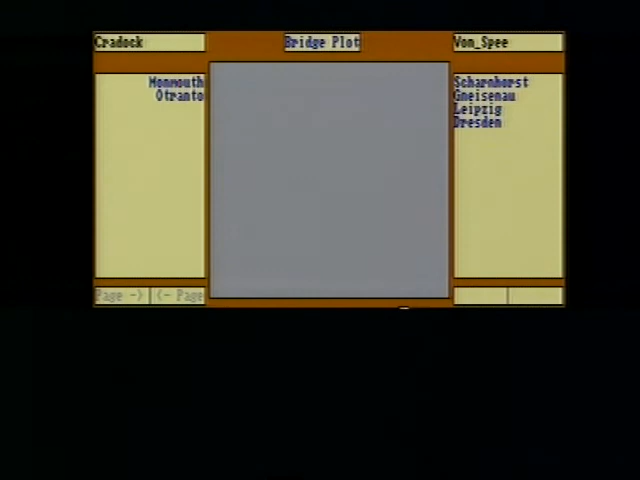 Cradock
Bridge Plot
Von_Spee
Monmouth
Otranto
Scharnhorst
Gneisenau
Leipzig
Dresden
Page -> <- Page